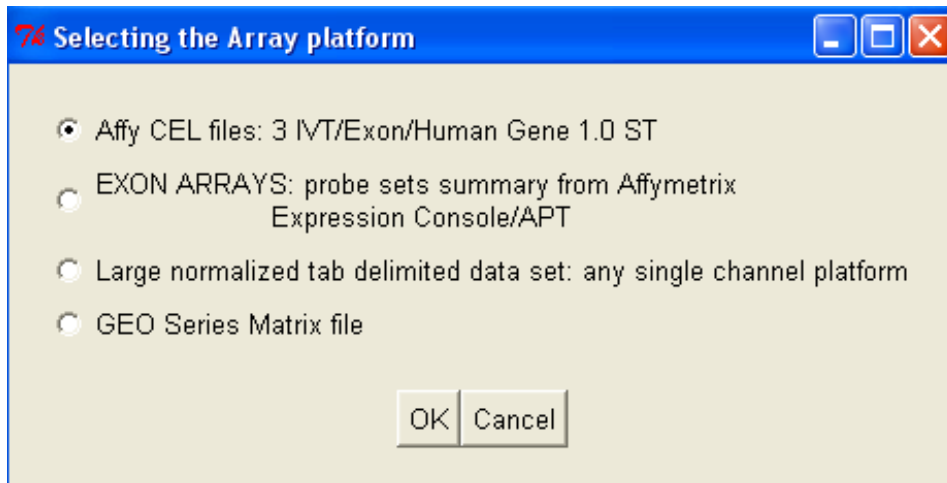 Selecting the Array platform
Affy CEL files: 3 IVT/Exon/Human Gene 1.0 ST
EXON ARRAYS: probe sets summary from Affymetrix
Expression Console/APT
Large normalized tab delimited data set: any single channel platform
GEO Series Matrix file
OK Cancel